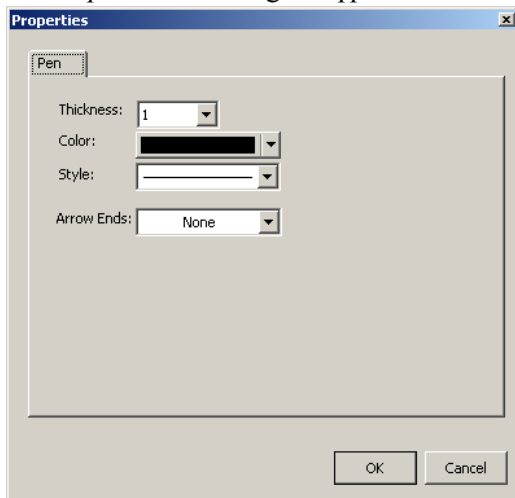 Properties
Pen
Thickness: 1
Color:
Style:
Arrow Ends: None
OK Cancel